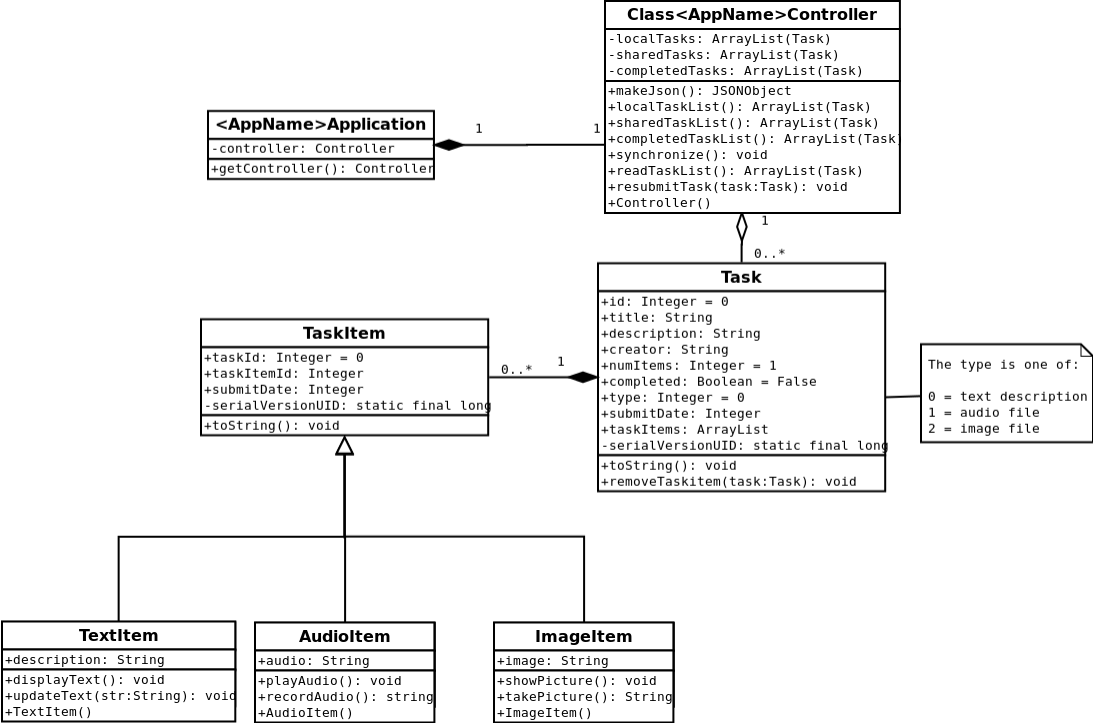 Class<AppName>Controller
-localTasks: ArrayList(Task)
-sharedTasks: ArrayList(Task)
-completedTasks: ArrayList(Task)
+makeJson(): JSONObject
+localTaskList(): ArrayList(Task)
+sharedTaskList(): ArrayList(Task)
+completedTaskList(): ArrayList(Task)
+synchronize(): void
+readTaskList(): ArrayList(Task)
+resubmitTask(task:Task): void
+Controller()
<AppName>Application
-controller: Controller
+getController(): Controller
1
1
1
0..*
Task
+id: Integer = 0
+title: String
+description: String
+creator: String
+numItems: Integer = 1
+completed: Boolean = False
+type: Integer = 0
+submitDate: Integer
+taskItems: ArrayList
-serialVersionUID: static final long
+toString(): void
+removeTaskitem(task:Task): void
TaskItem
+taskId: Integer = 0
+taskItemId: Integer
+submitDate: Integer
-serialVersionUID: static final long
+toString(): void
0..*
1
The type is one of:
0 = text description
1 = audio file
2 = image file
TextItem
+description: String
+displayText(): void
+updateText(str:String): void
+TextItem()
AudioItem
+audio: String
+playAudio(): void
+recordAudio(): string
+AudioItem()
ImageItem
+image: String
+showPicture(): void
+takePicture(): String
+ImageItem()